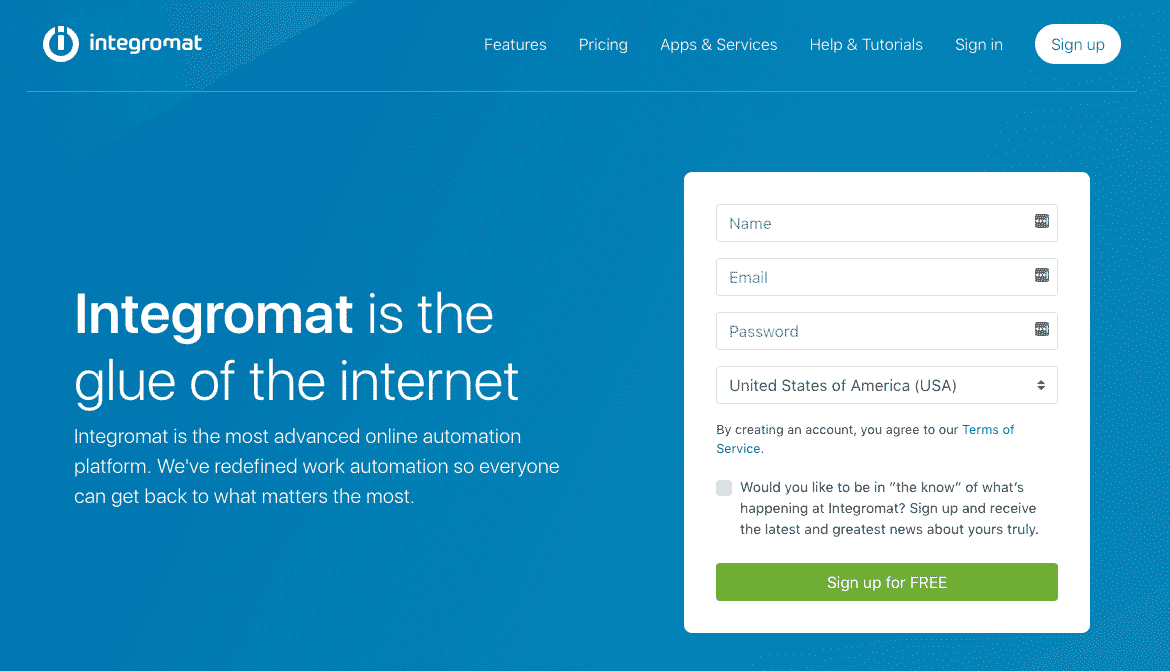 integromat
Features
Pricing
Apps & Services
Help & Tutorials
Sign in
Sign up
Integromat is the
glue of the internet
Integromat is the most advanced online automation
platform. We've redefined work automation so everyone
can get back to what matters the most.
Name
Email
Password
United States of America (USA)
By creating an account, you agree to our Terms of
Service.
Would you like to be in “the know” of what’s
happening at Integromat? Sign up and receive
the latest and greatest news about yours truly.
Sign up for FREE